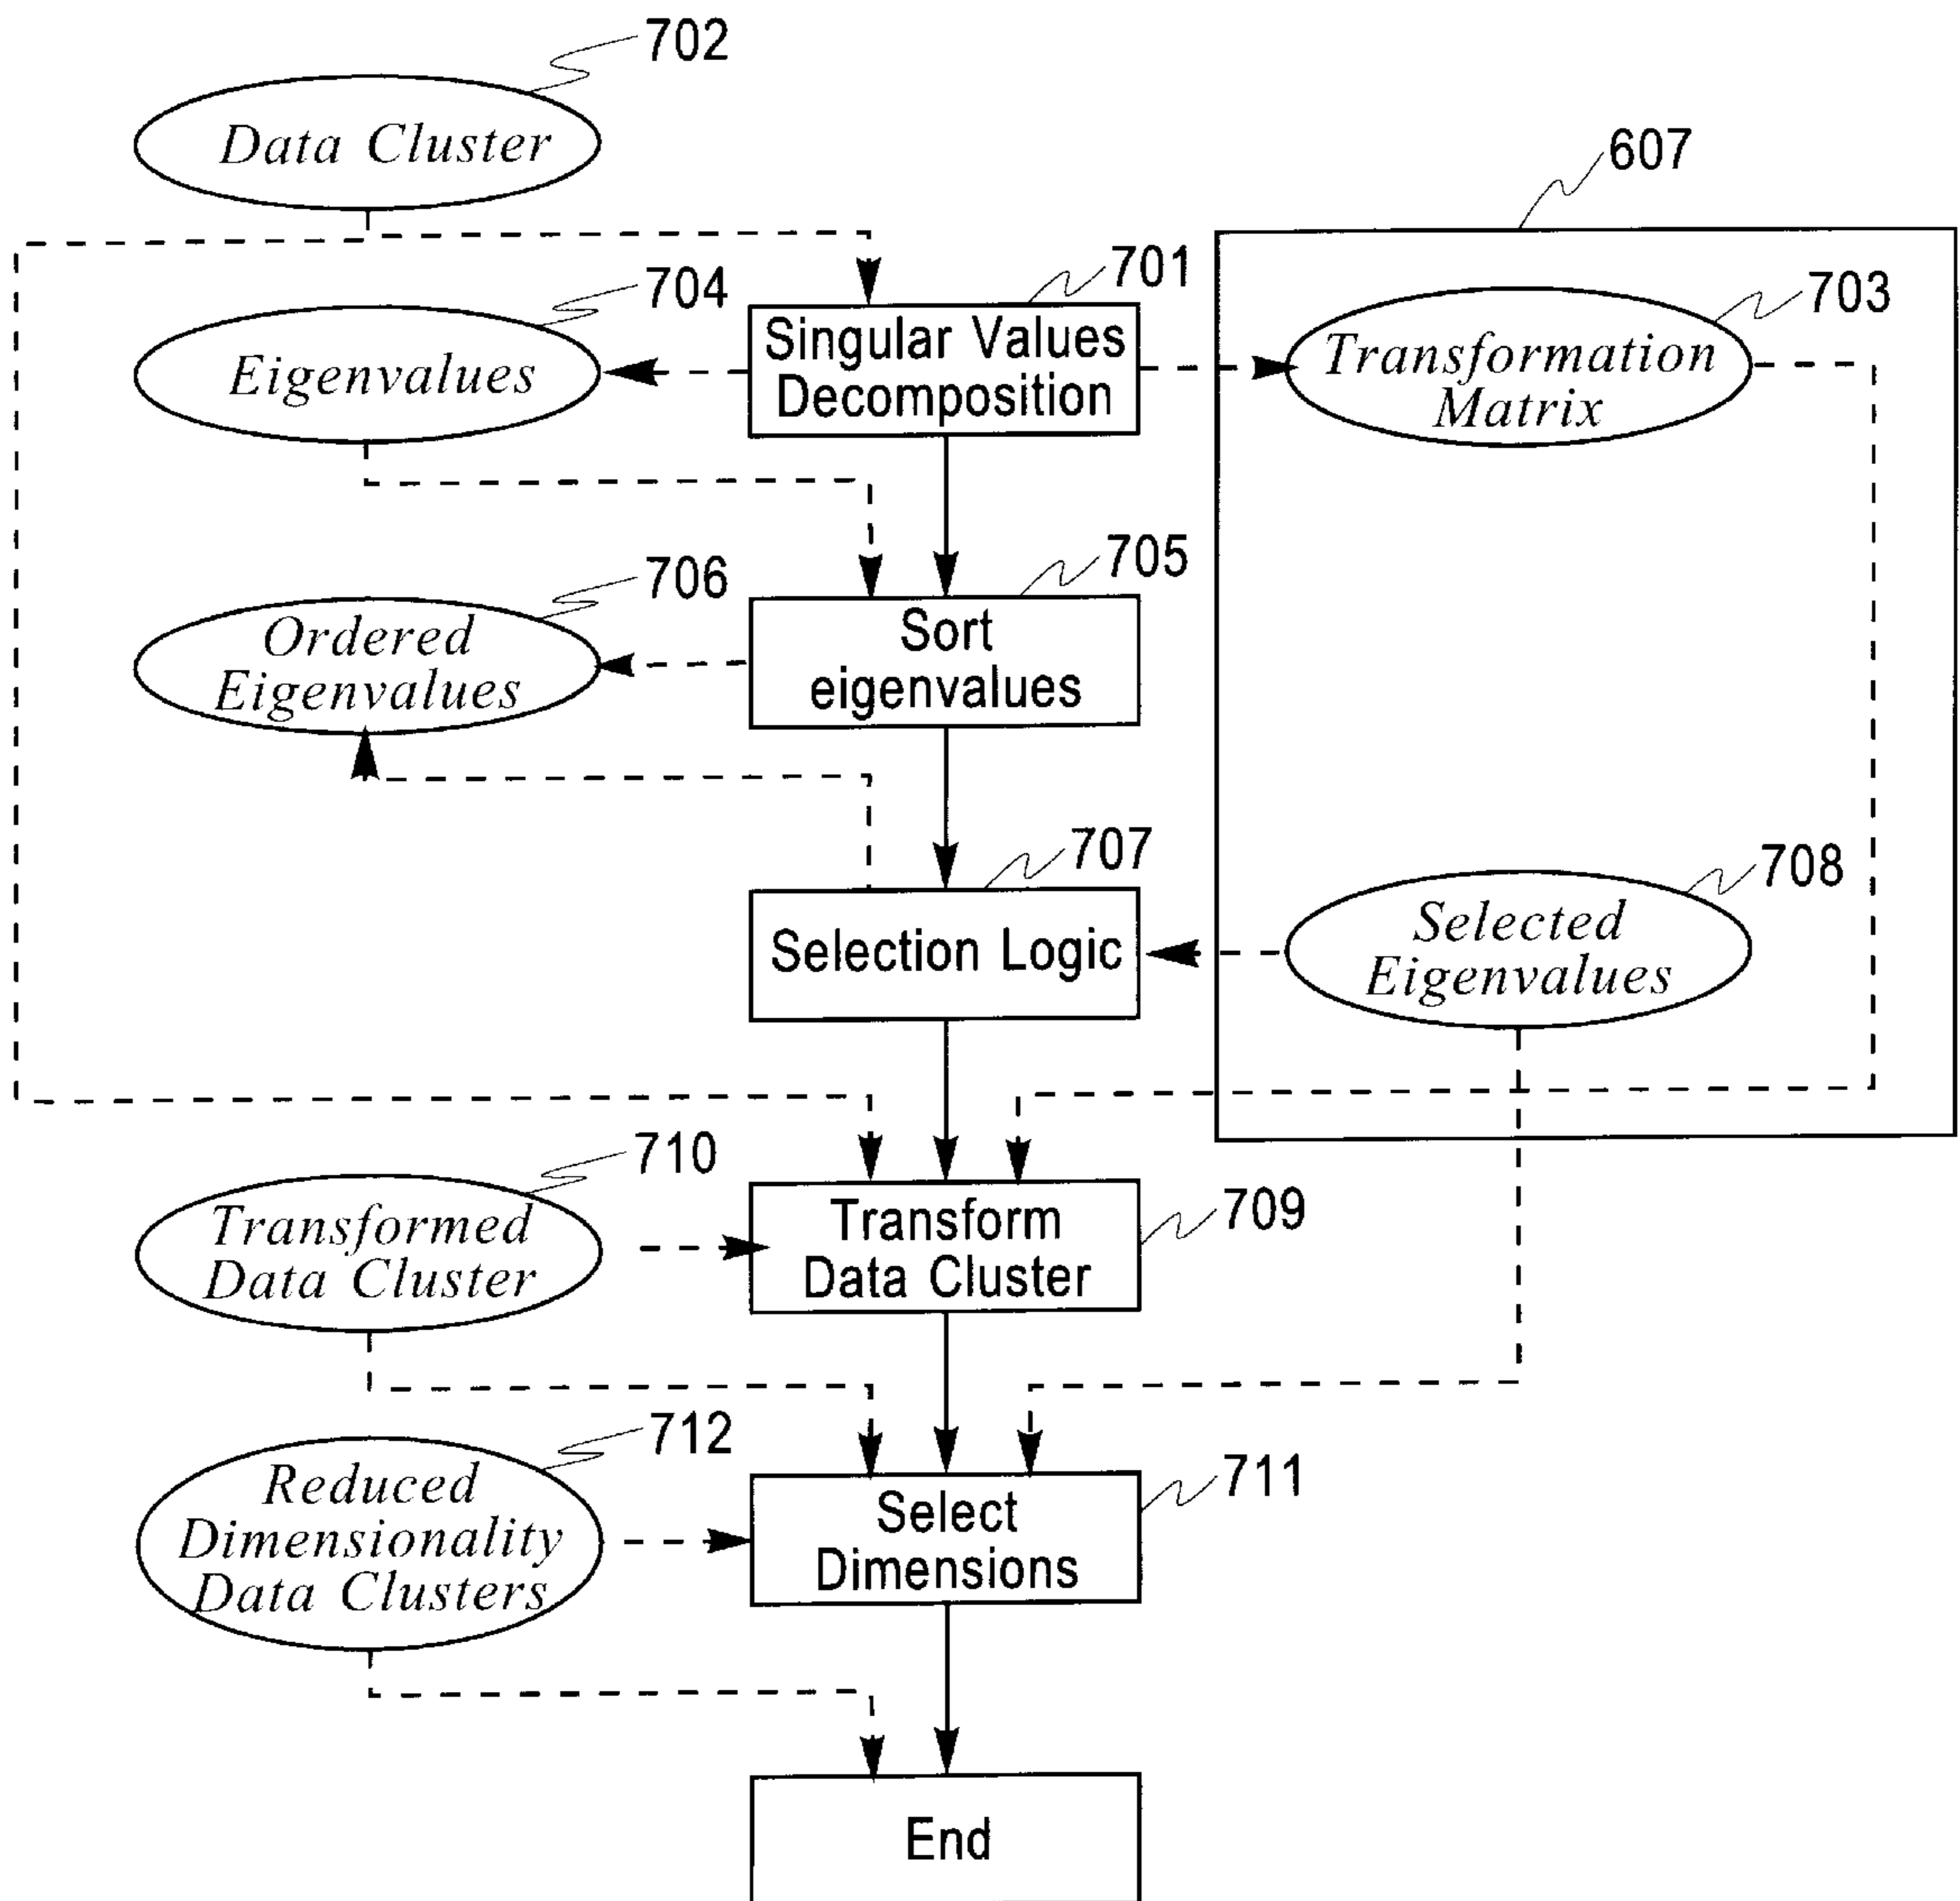 702
Data Cluster
607
701
704
703
Singular Values
Decomposition
Eigenvalues
Transformation
Matrix
705
706
Sort
eigenvalues
Ordered
Eigenvalues
707
708
Selection Logic
Selected
Eigenvalues
710
709
Transformed
Data Cluster
Transform
Data Cluster
712
711
Reduced
Dimensionality
Data Clusters
Select
Dimensions
End